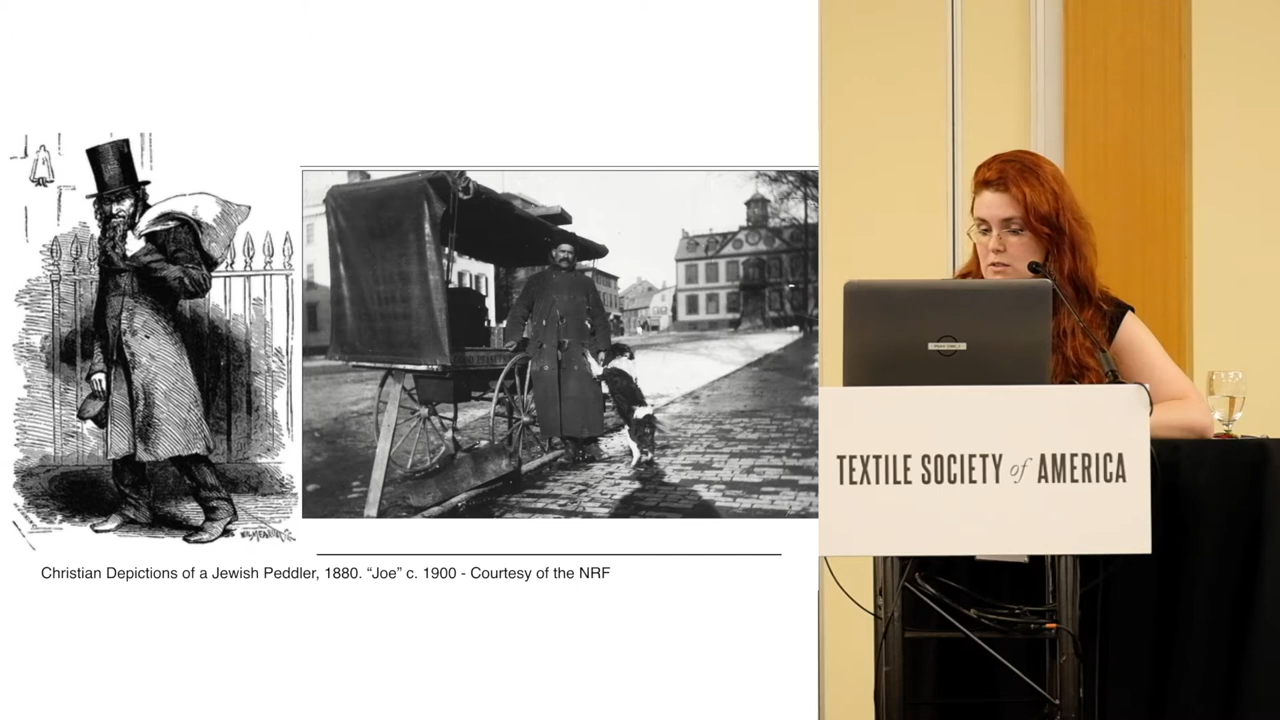 Christian Depictions of a Jewish Peddler, 1880. “Joe” c. 1900 - Courtesy of the NRF
TEXTILE SOCIETY of AMERICA